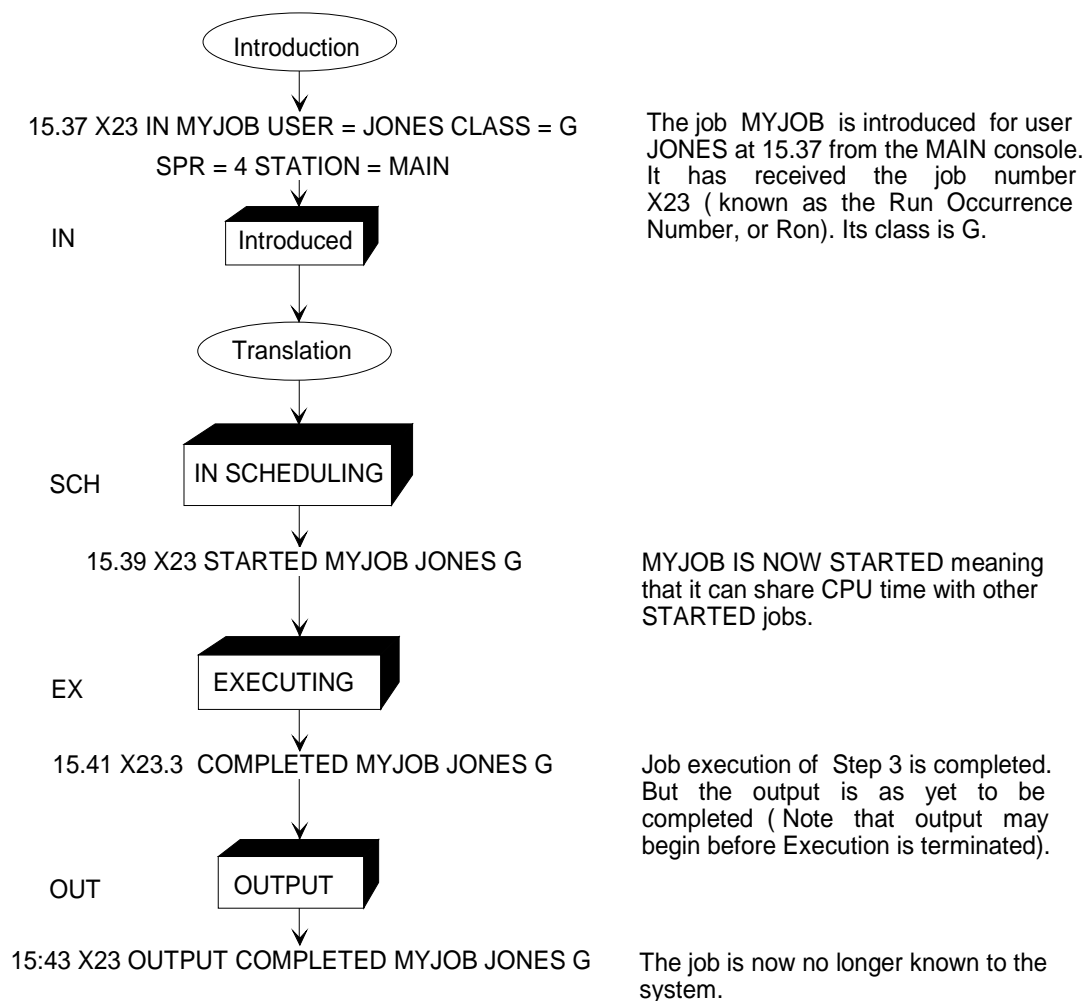 Introduction
15.37 X23 IN MYJOB USER = JONES CLASS = G
SPR = 4 STATION = MAIN
The job MYJOB is introduced for user
JONES at 15.37 from the MAIN console.
It has received the job number
X23 ( known as the Run Occurrence
Number, or Ron). Its class is G.
IN
Introduced
Translation
SCH
IN SCHEDULING
15.39 X23 STARTED MYJOB JONES G
MYJOB IS NOW STARTED meaning
that it can share CPU time with other
STARTED jobs.
EX
EXECUTING
15.41 X23.3 COMPLETED MYJOB JONES G
Job execution of Step 3 is completed.
But the output is as yet to be
completed ( Note that output may
begin before Execution is terminated).
OUT
OUTPUT
15:43 X23 OUTPUT COMPLETED MYJOB JONES G
The job is now no longer known to the
system.